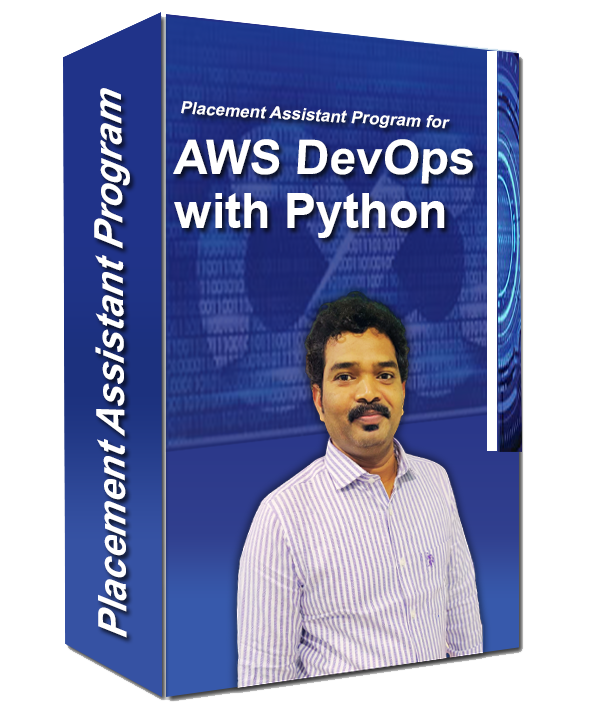 Placement Assistant Program
Placement Assistant Program for
AWS DevOps
with Python